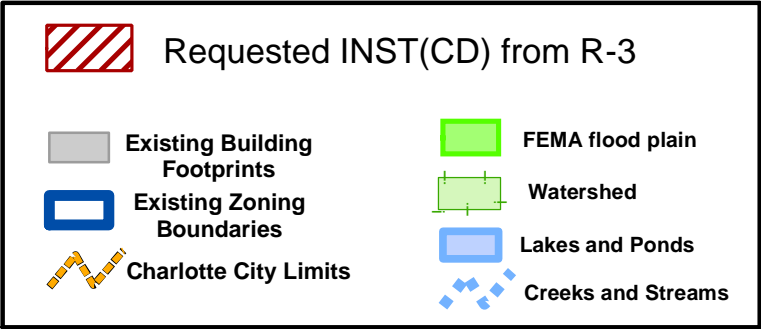 Requested INST(CD) from R-3
Existing Building
Footprints
Existing Zoning
Boundaries
Charlotte City Limits
FEMA flood plain
Watershed
Lakes and Ponds
Creeks and Streams